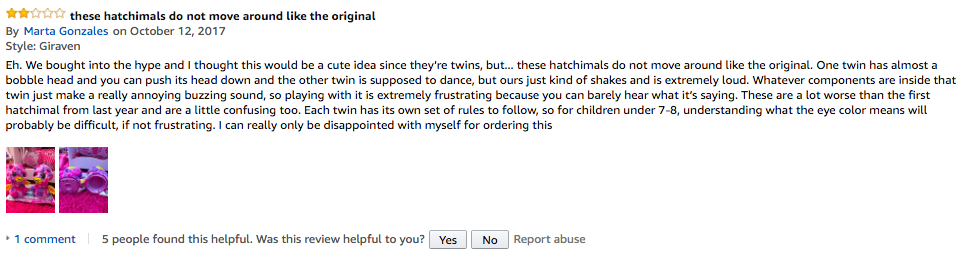 these hatchimals do not move around like the original
By Marta Gonzales on October 12, 2017
Style: Giraven
Eh. We bought into the hype and I thought this would be a cute idea since they're twins, but... these hatchimals do not move around like the original. One twin has almost a
bobble head and you can push its head down and the other twin is supposed to dance, but ours just kind of shakes and is extremely loud. Whatever components are inside that
twin just make a really annoying buzzing sound, so playing with it is extremely frustrating because you can barely hear what it's saying. These are a lot worse than the first
hatchimal from last year and are a little confusing too. Each twin has its own set of rules to follow, so for children under 7-8, understanding what the eye color means will
probably be difficult, if not frustrating. I can really only be disappointed with myself for ordering this
1 comment 5 people found this helpful. Was this review helpful to you? Yes No Report abuse